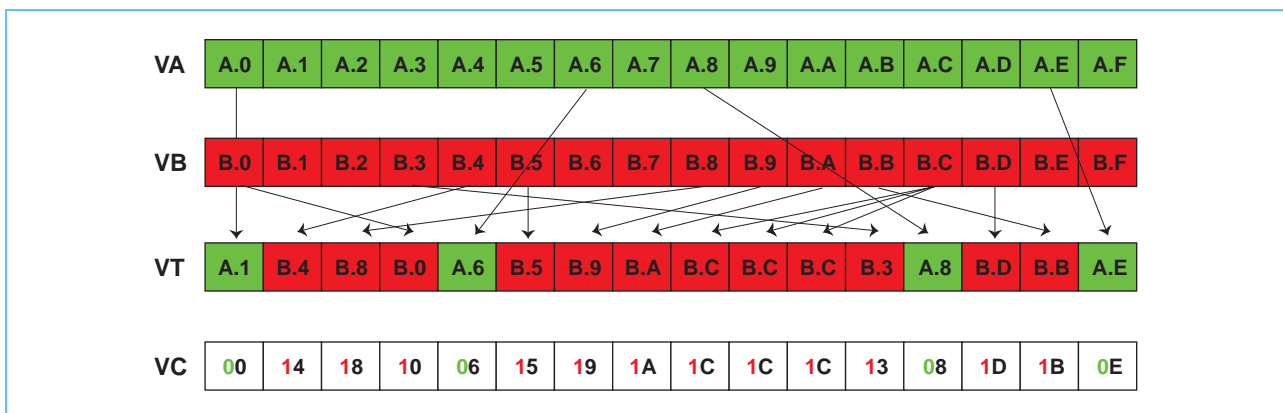 VA A.0 A.1 A.2 A.3 A.4 A.5 A.6 A.7 A.8 A.9 A.A A.B A.C A.D A.E A.F
VB B.0 B.1 B.2 B.3 B.4 B.5 B.6 B.7 B.8 B.9 B.A B.B B.C B.D B.E B.F
VT A.1 B.4 B.8 B.0 A.6 B.5 B.9 B.A B.C B.C B.C B.3 A.8 B.D B.B A.E
VC 00 14 18 10 06 15 19 1A 1C 1C 1C 13 08 1D 1B 0E